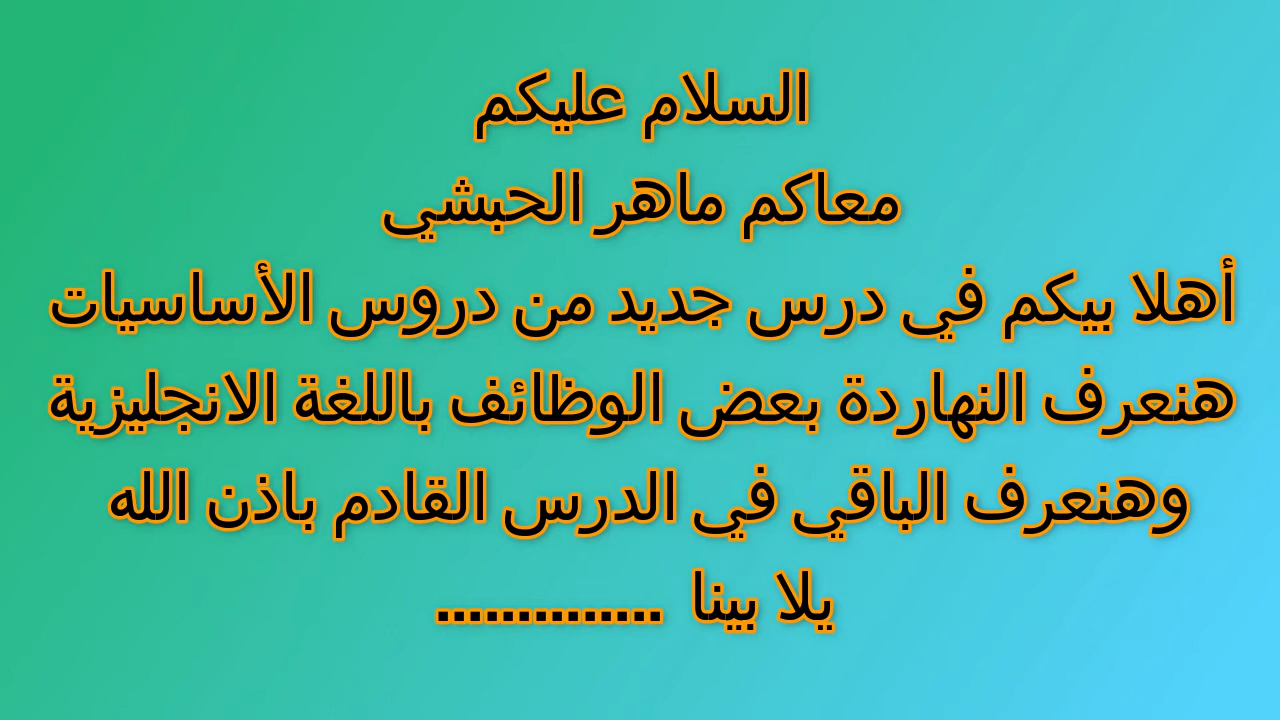 السلام عليكم
معاكم ماهر الحبشي
أهلا بيكم في درس جديد من دروس الأساسيات
هنعرف النهاردة بعض الوظائف باللغة الانجليزية
وهنعرف الباقي في الدرس القادم باذن الله
يلا بينا ..............